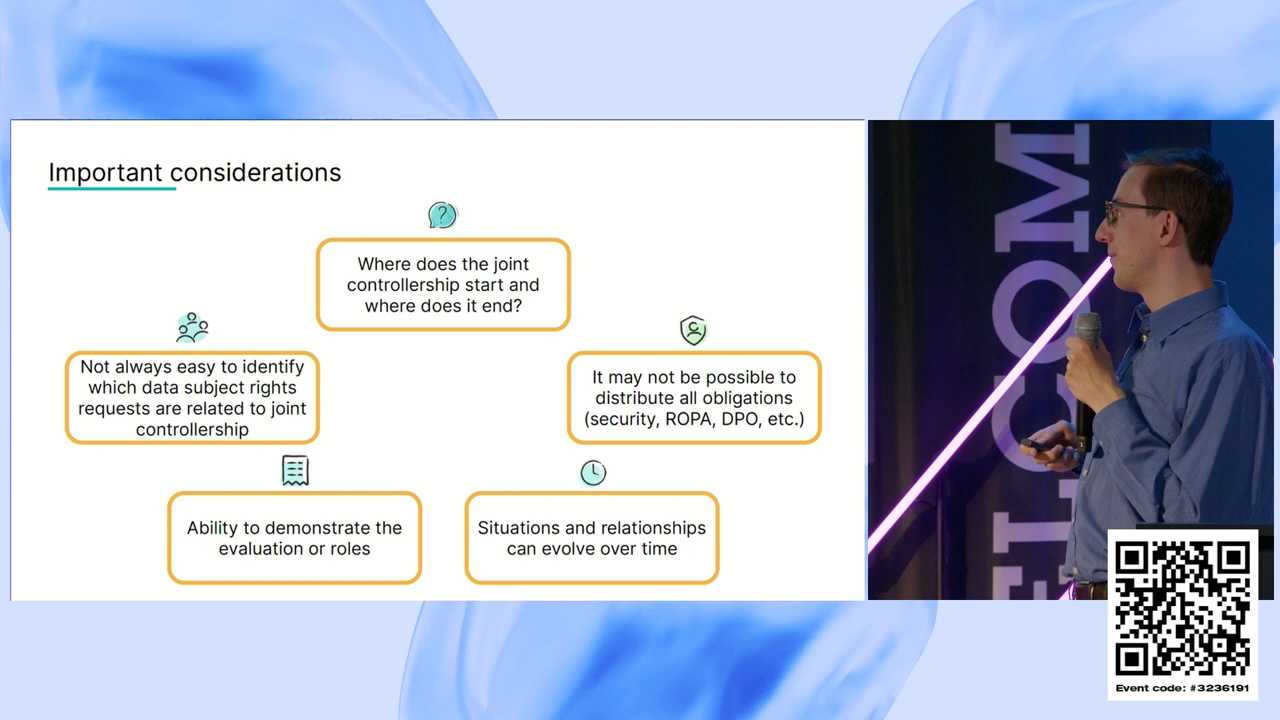 Important considerations
Where does the joint
controllership start and
where does it end?
Not always easy to identify
which data subject rights
requests are related to joint
controllership
It may not be possible to
distribute all obligations
(security, ROPA, DPO, etc.)
Ability to demonstrate the
evaluation or roles
Situations and relationships
can evolve over time
ELCOM
Event code: #3236191